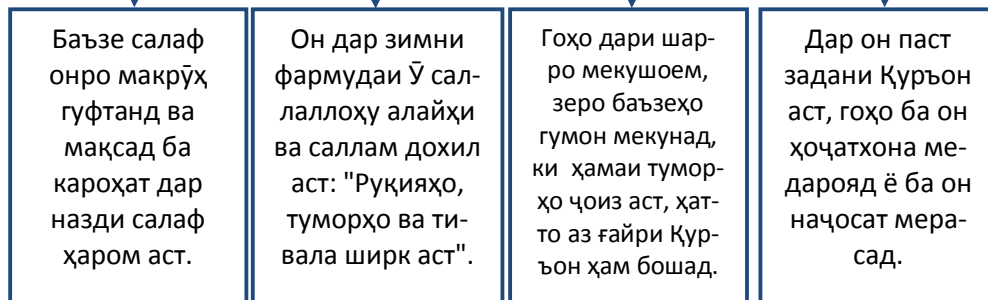 Баъзе салаф
онро макрӯҳ
гуфтанд ва
мақсад ба
кароҳат дар
назди салаф
ҳаром аст.
Он дар зимни
фармудаи Ӯ сал-
лаллоҳу алайҳи
ва саллам дохил
аст: "Руқияҳо,
туморҳо ва ти-
вала ширк аст".
Гоҳо дари шар-
ро мекушоем,
зеро баъзеҳо
гумон мекунад,
ки ҳамаи тумор-
ҳо ҷоиз аст, ҳат-
то аз ғайри Қур-
ъон ҳам бошад.
Дар он паст
задани Қуръон
аст, гоҳо ба он
ҳоҷатхона ме-
дарояд ё ба он
наҷосат мера-
сад.